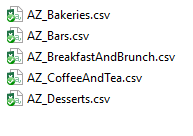 AZ_Bakeries.csv
AZ_Bars.csv
AZ_BreakfastAndBrunch.csv
AZ_CoffeeAndTea.csv
AZ_Desserts.csv